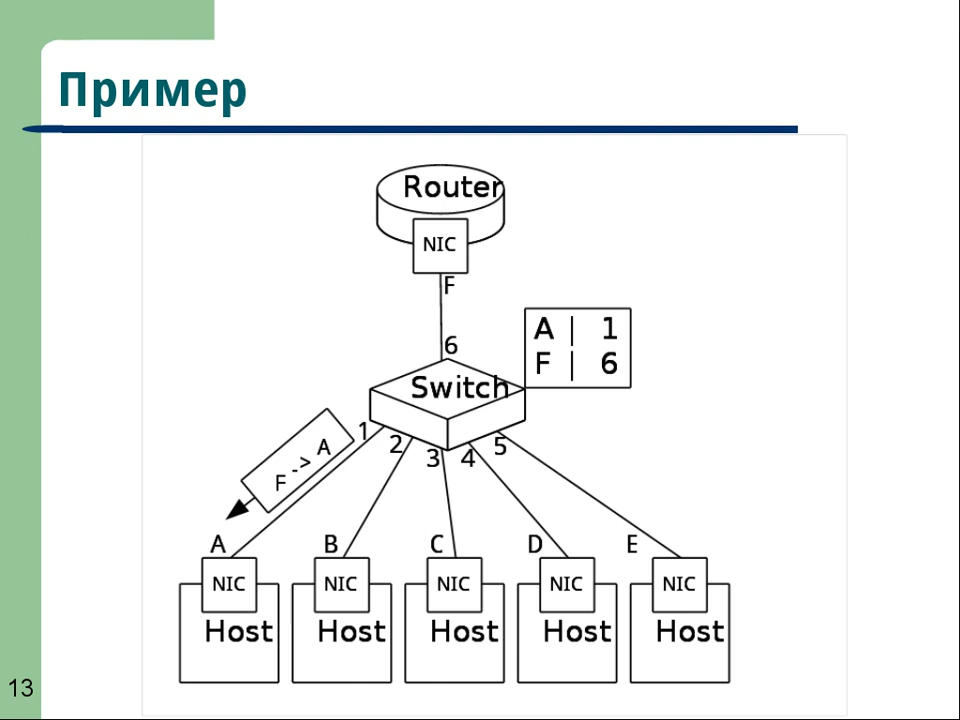 Пример
Router
NIC
F
6
A | 1
F | 6
Switch
1
2
3
4
5
F -> A
A
B
C
D
E
NIC
NIC
NIC
NIC
NIC
Host
Host
Host
Host
Host
13